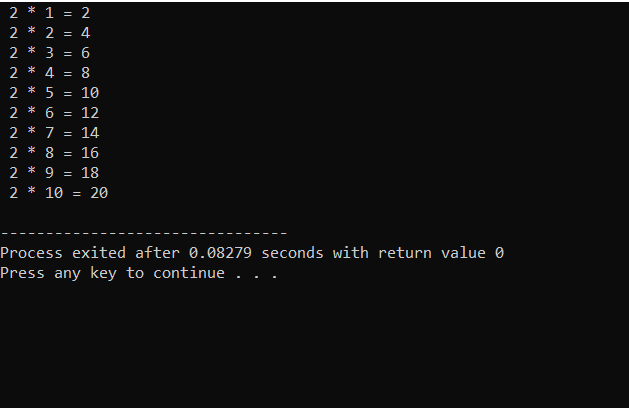 2 * 1 = 2
2 * 2 = 4
2 * 3 = 6
2 * 4 = 8
2 * 5 = 10
2 * 6 = 12
2 * 7 = 14
2 * 8 = 16
2 * 9 = 18
2 * 10 = 20
--------------------------------
Process exited after 0.08279 seconds with return value 0
Press any key to continue . . .